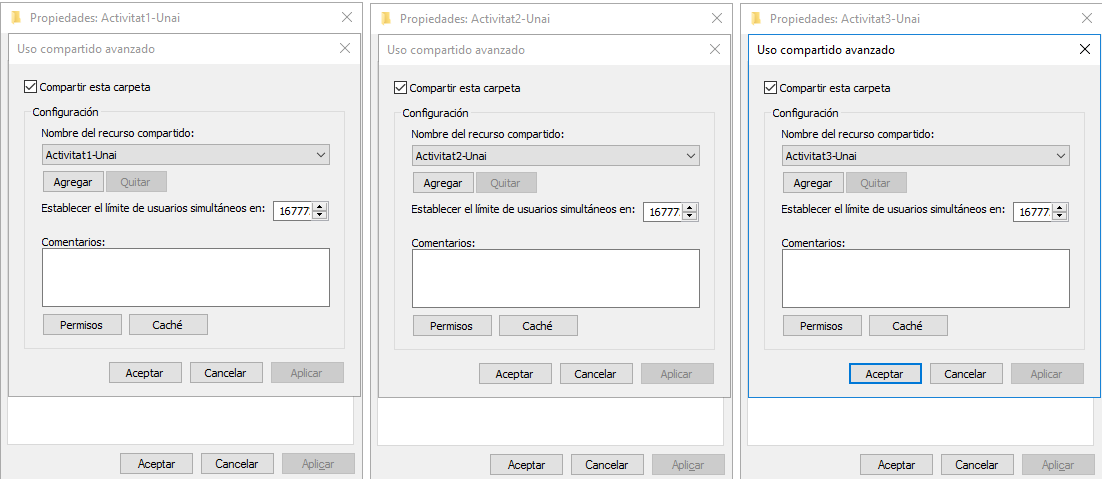 Propiedades: Activitat1-Unai
Uso compartido avanzado
Compartir esta carpeta
Configuración
Nombre del recurso compartido:
Activitat1-Unai
Agregar Quitar
Establecer el límite de usuarios simultáneos en: 16777
Comentarios:
Permisos Caché
Aceptar Cancelar Aplicar
Aceptar Cancelar Aplicar
Propiedades: Activitat2-Unai
Uso compartido avanzado
Compartir esta carpeta
Configuración
Nombre del recurso compartido:
Activitat2-Unai
Agregar Quitar
Establecer el límite de usuarios simultáneos en: 16777
Comentarios:
Permisos Caché
Aceptar Cancelar Aplicar
Aceptar Cancelar Aplicar
Propiedades: Activitat3-Unai
Uso compartido avanzado
Compartir esta carpeta
Configuración
Nombre del recurso compartido:
Activitat3-Unai
Agregar Quitar
Establecer el límite de usuarios simultáneos en: 16777
Comentarios:
Permisos Caché
Aceptar Cancelar Aplicar
Aceptar Cancelar Aplicar